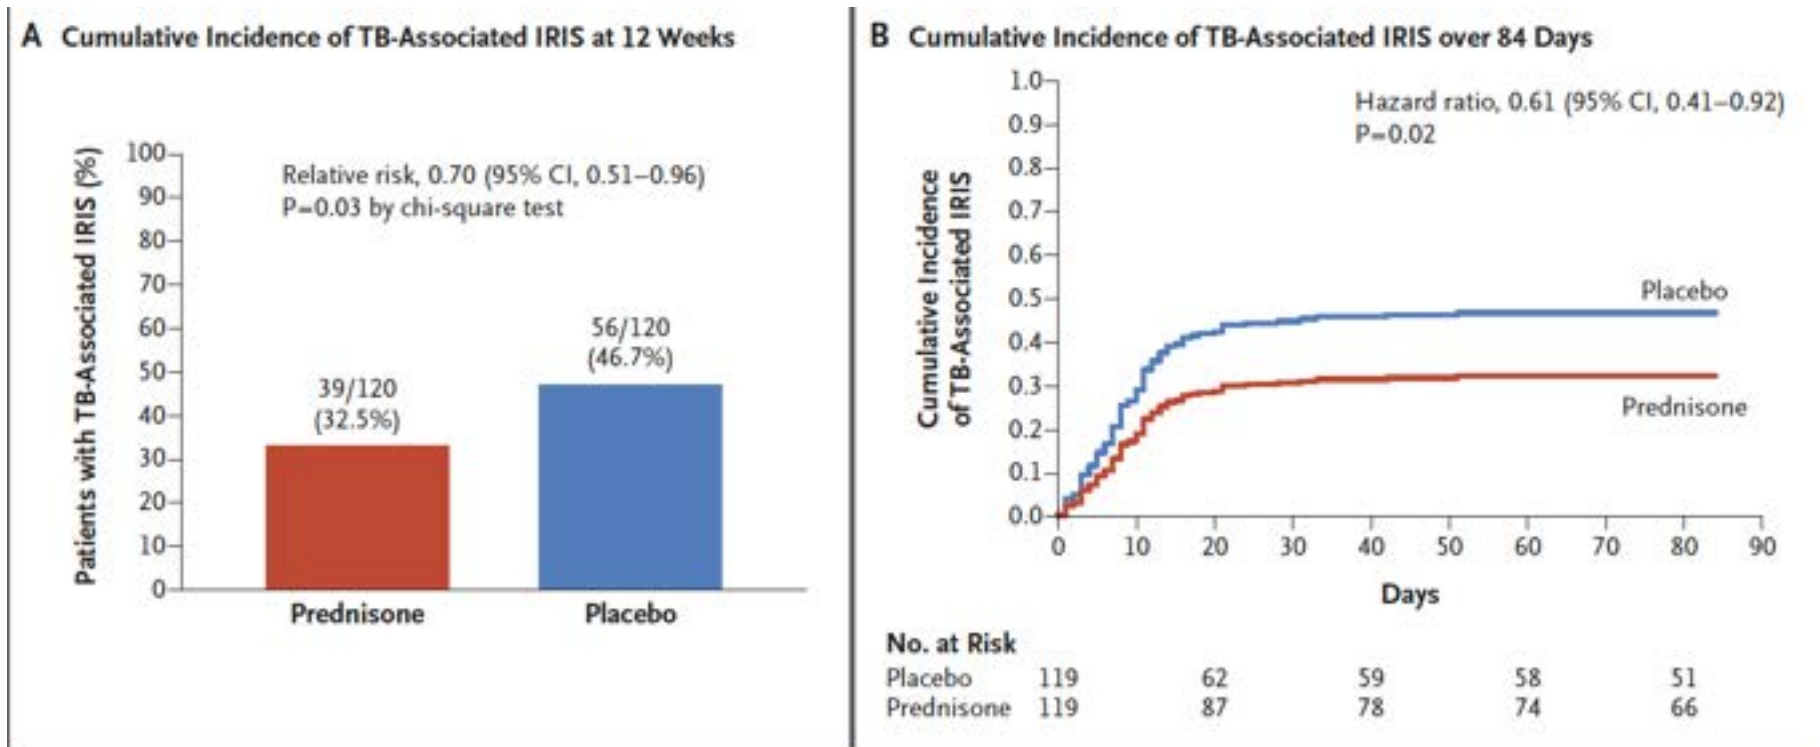 A Cumulative Incidence of TB-Associated IRIS at 12 Weeks
Patients with TB-Associated IRIS (%)
100
90
80
70
60
50
40
30
20
10
0
Relative risk, 0.70 (95% CI, 0.51–0.96)
P=0.03 by chi-square test
39/120
(32.5%)
56/120
(46.7%)
Prednisone
Placebo
B Cumulative Incidence of TB-Associated IRIS over 84 Days
Cumulative Incidence
of TB-Associated IRIS
1.0
0.9
0.8
0.7
0.6
0.5
0.4
0.3
0.2
0.1
0.0
Hazard ratio, 0.61 (95% CI, 0.41–0.92)
P=0.02
Placebo
Prednisone
0 10 20 30 40 50 60 70 80 90
Days
No. at Risk
Placebo 119 62 59 58 51
Prednisone 119 87 78 74 66